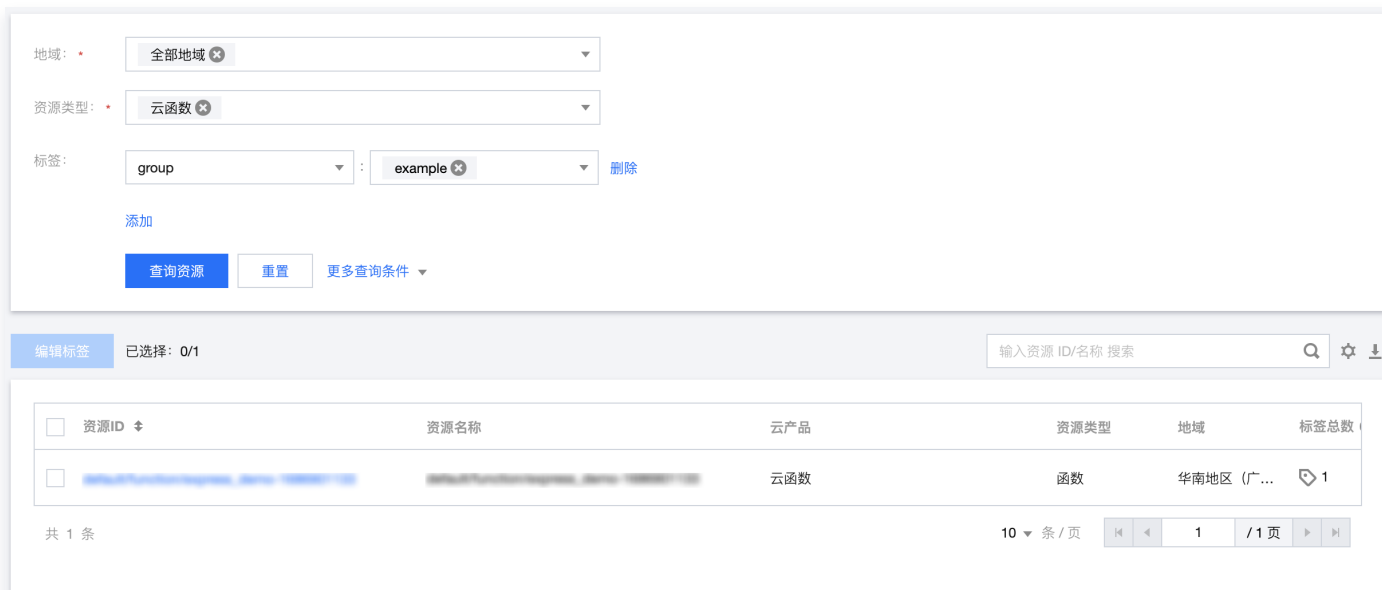 地域： *
全部地域
资源类型： *
云函数
标签：
group : example 删除
添加
查询资源 重置 更多查询条件
编辑标签 已选择：0/1 输入资源 ID/名称 搜索
资源ID 资源名称 云产品 资源类型 地域 标签总数
云函数 函数 华南地区（广... 1
共 1 条 10 条 / 页 1 / 1 页